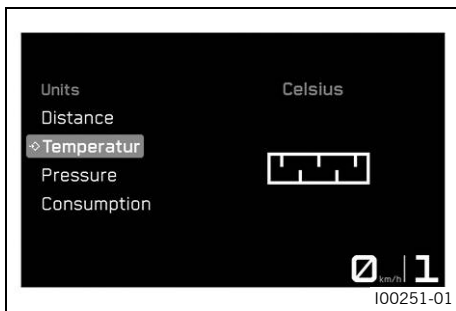 Units
Celsius
Distance
Temperatur
Pressure
Consumption
0 km/h 1
I00251-01